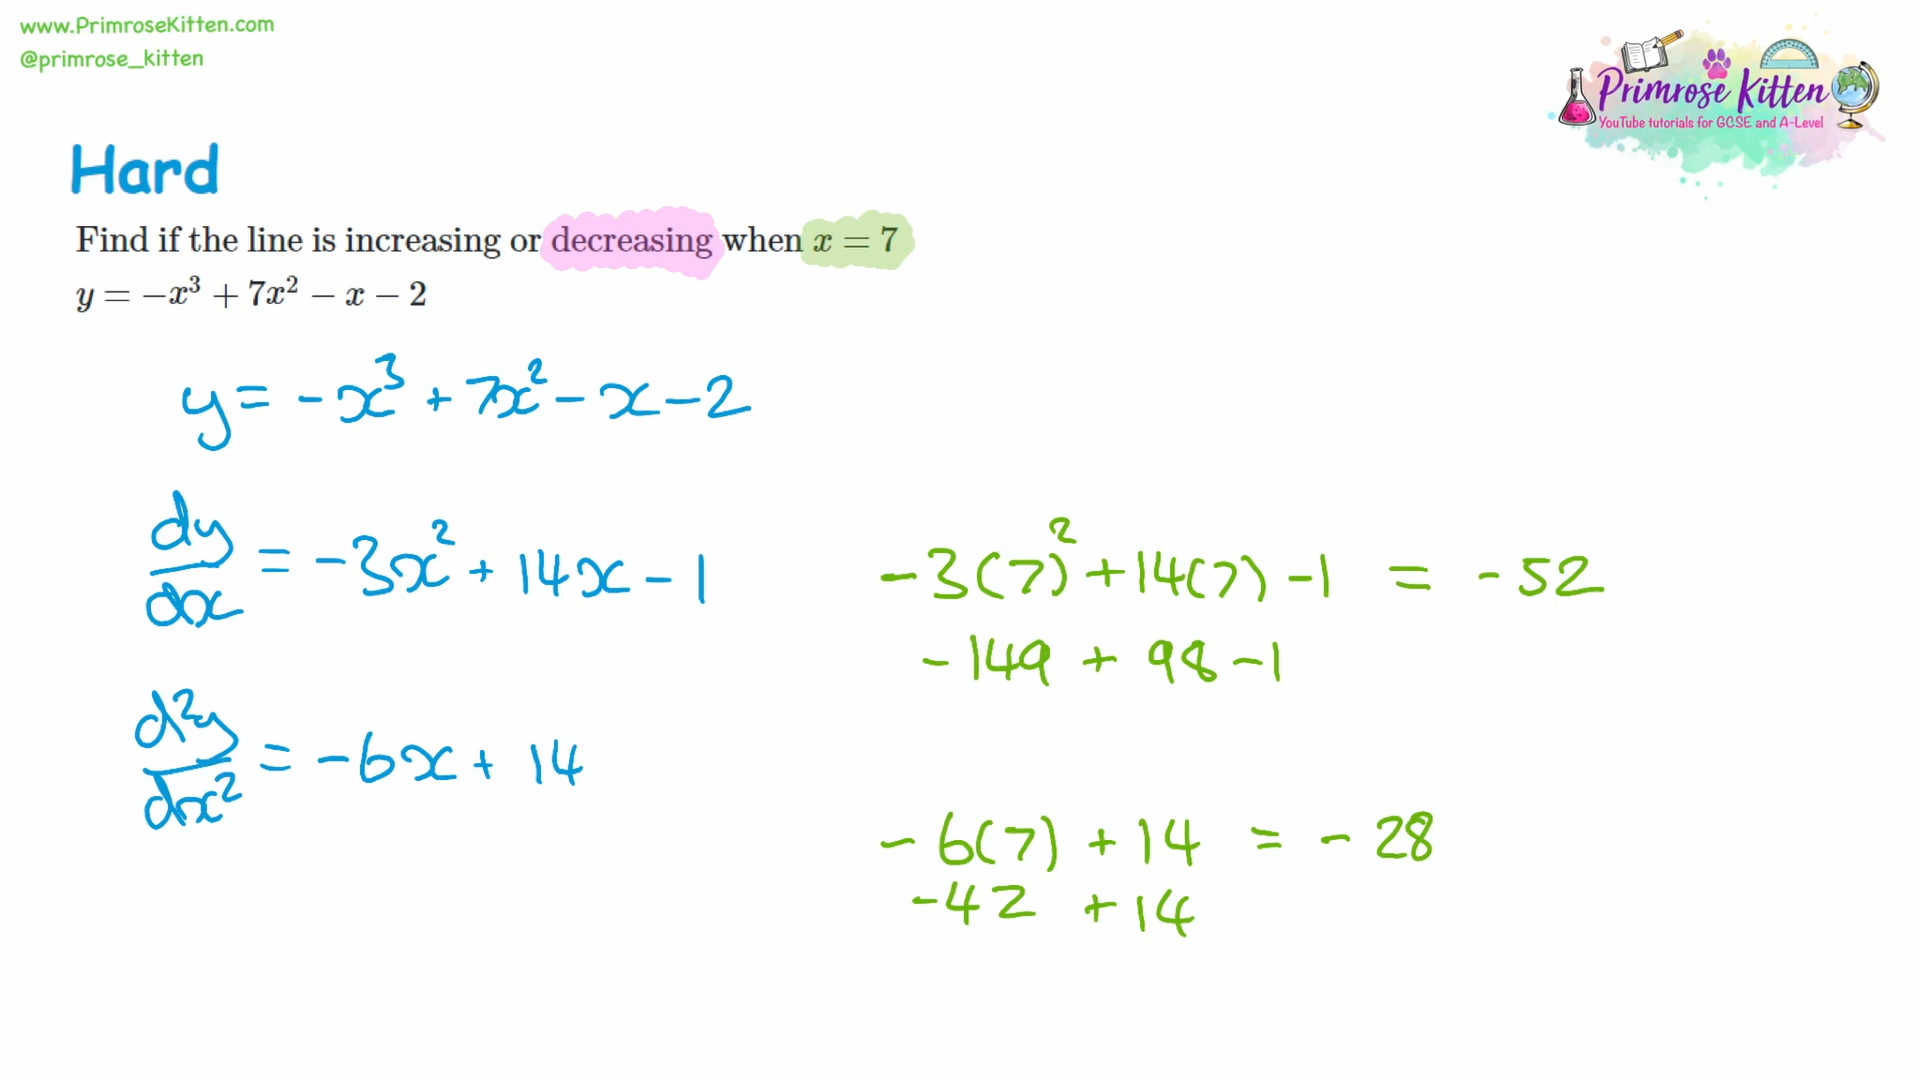 www.PrimroseKitten.com
@primrose_kitten
Primrose Kitten
YouTube tutorials for GCSE and A-Level
Hard
Find if the line is increasing or decreasing when x = 7
y = −x³ + 7x² − x − 2
y = -x³ + 7x² - x - 2
dy/dx = -3x² + 14x - 1
-3(7)² + 14(7) - 1 = -52
-149 + 98 - 1
d²y/dx² = -6x + 14
-6(7) + 14 = -28
-42 + 14